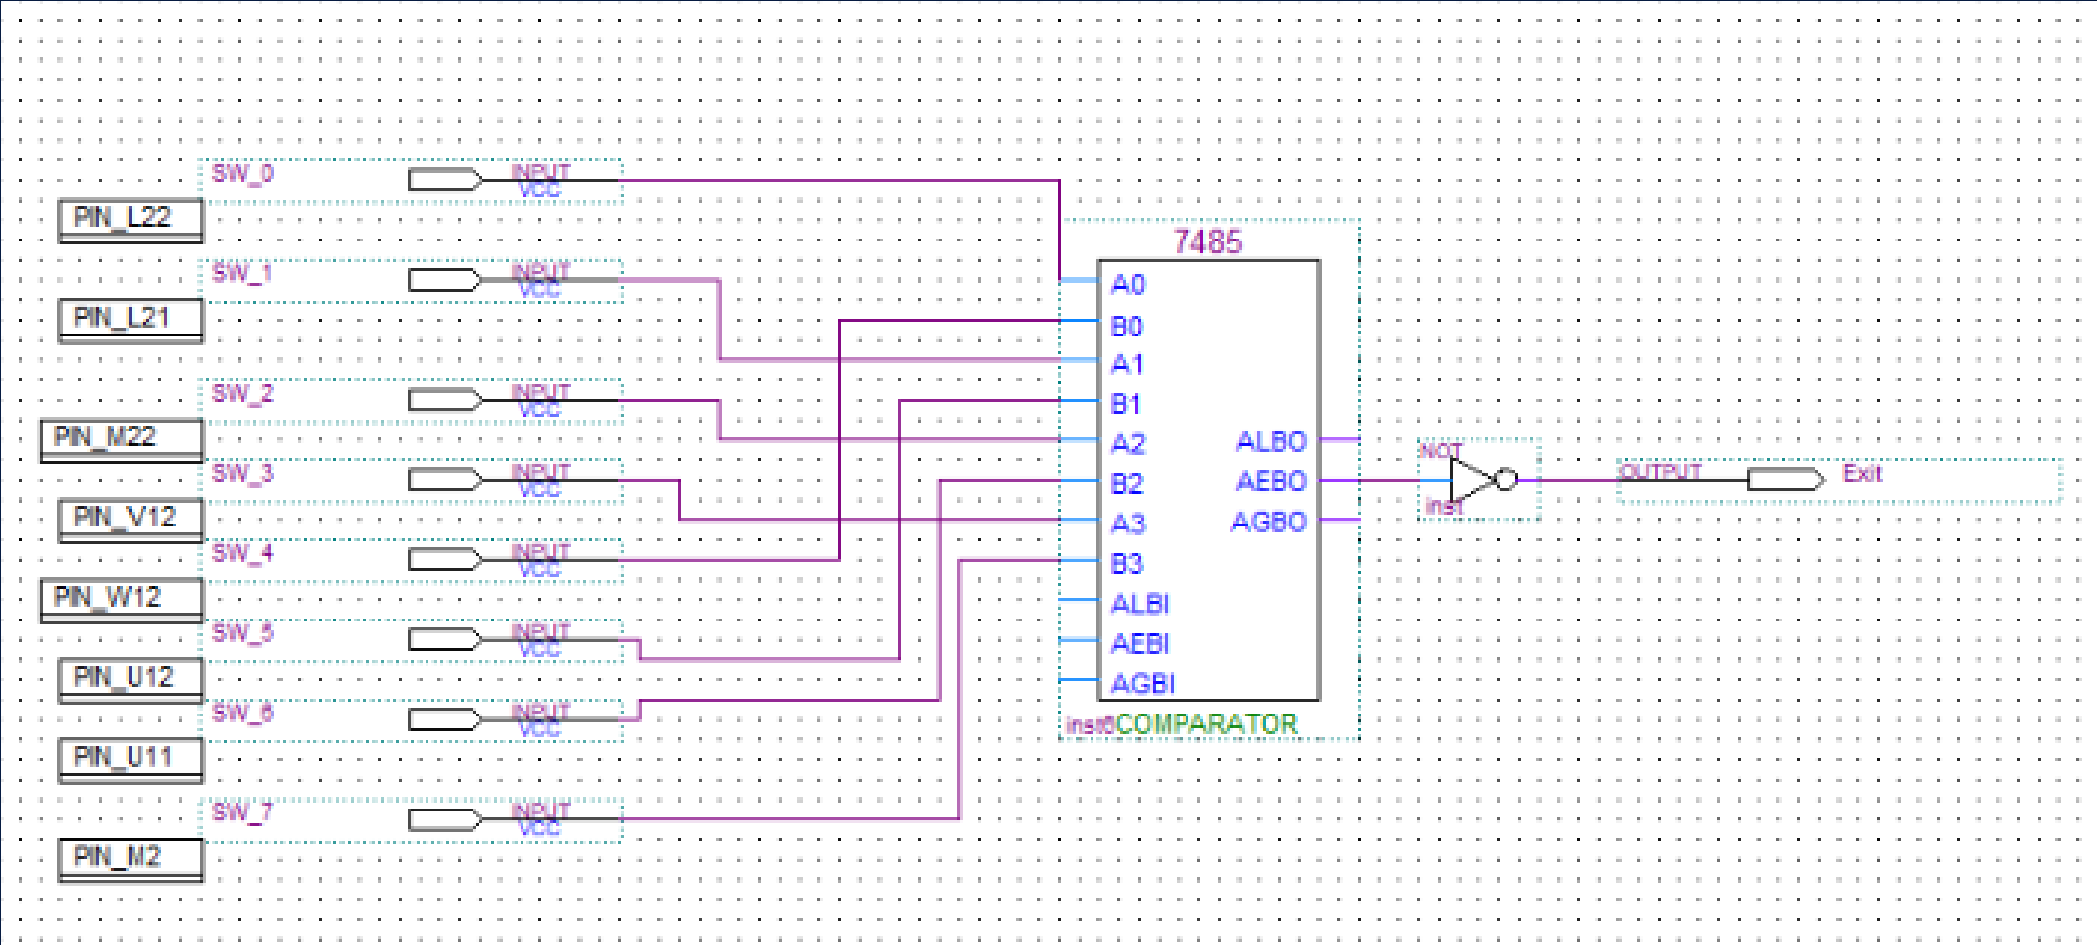 SW_0
INPUT
VCC
PIN_L22
SW_1
INPUT
VCC
PIN_L21
SW_2
INPUT
VCC
PIN_M22
SW_3
INPUT
VCC
PIN_V12
SW_4
INPUT
VCC
PIN_W12
SW_5
INPUT
VCC
PIN_U12
SW_6
INPUT
VCC
PIN_U11
SW_7
INPUT
VCC
PIN_M2
7485
A0
B0
A1
B1
A2
B2
A3
B3
ALBI
AEBI
AGBI
ALBO
AEBO
AGBO
COMPARATOR
NOT
inst
OUTPUT
Exit